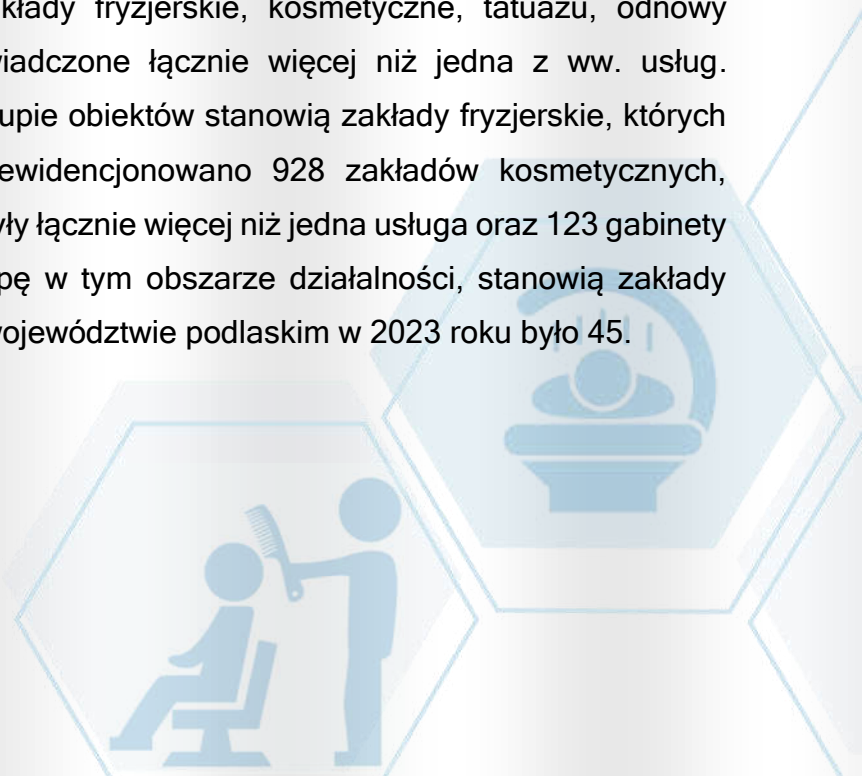 kłady fryzjerskie, kosmetyczne, tatuażu, odnowy
iadczone łącznie więcej niż jedna z ww. usług.
upie obiektów stanowią zakłady fryzjerskie, których
ewidencjonowano 928 zakładów kosmetycznych,
yły łącznie więcej niż jedna usługa oraz 123 gabinety
pę w tym obszarze działalności, stanowią zakłady
województwie podlaskim w 2023 roku było 45.